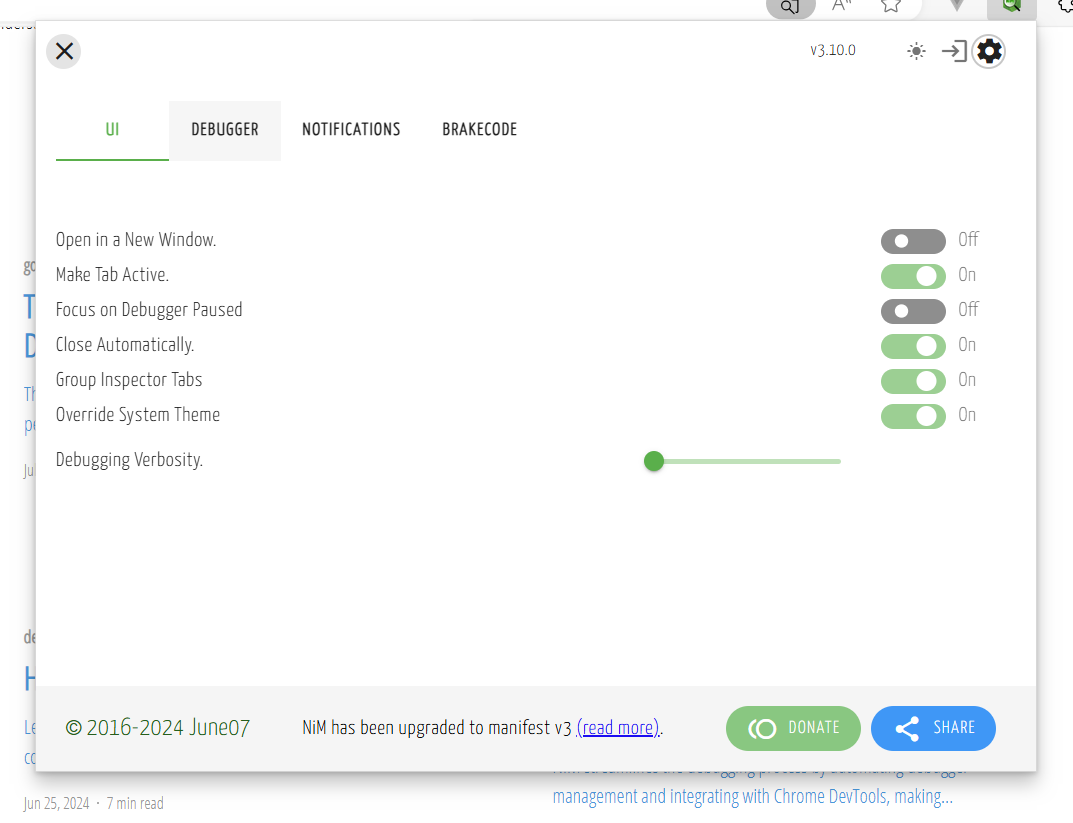 v3.10.0
UI
DEBUGGER
NOTIFICATIONS
BRAKECODE
Open in a New Window. Off
Make Tab Active. On
Focus on Debugger Paused Off
Close Automatically. On
Group Inspector Tabs On
Override System Theme On
Debugging Verbosity.
© 2016-2024 June07
NiM has been upgraded to manifest v3 (read more).
DONATE
SHARE
Jun 25, 2024 · 7 min read
management and integrating with Chrome DevTools, making...